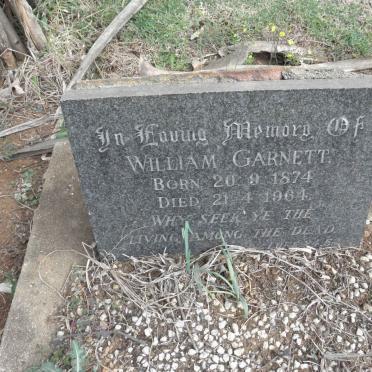 In Loving Memory Of
WILLIAM GARNETT
BORN 20.9.1874
DIED 21.4.1964.
WHY SEEK YE THE
LIVING AMONG THE DEAD